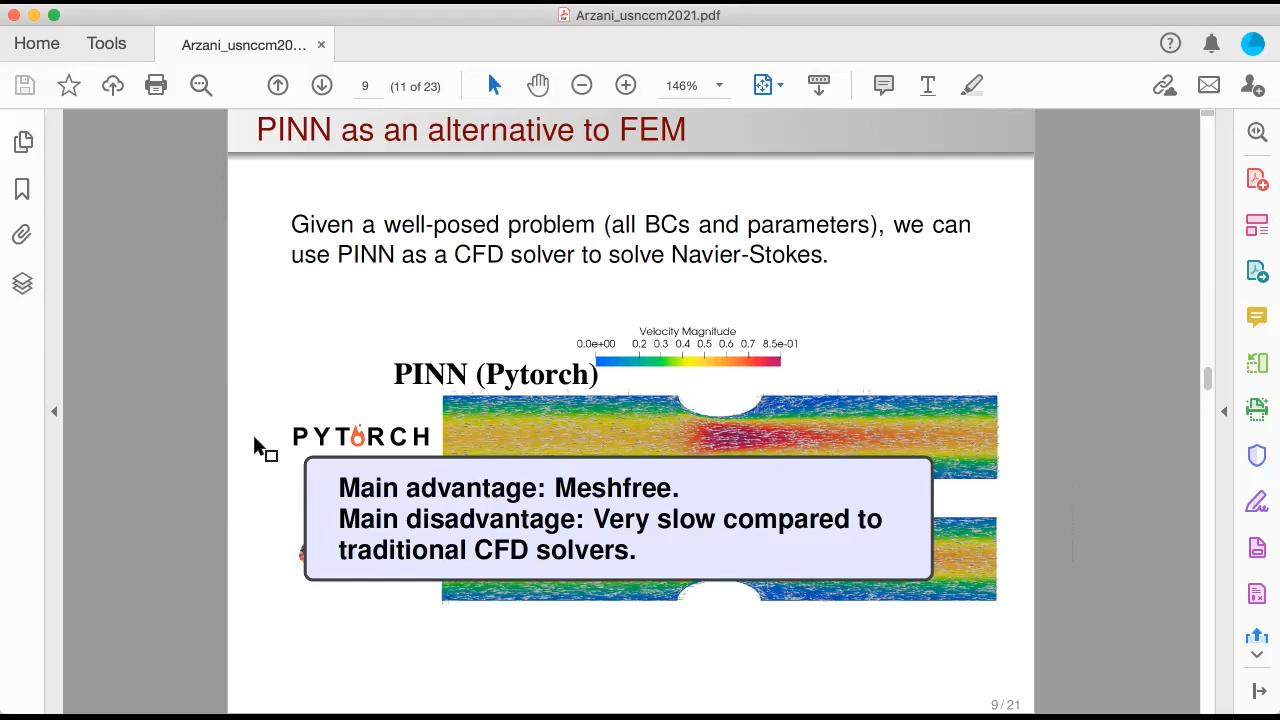 Arzani_usnccm2021.pdf
Home Tools Arzani_usnccm20... ×
9 (11 of 23) 146%
PINN as an alternative to FEM
Given a well-posed problem (all BCs and parameters), we can
use PINN as a CFD solver to solve Navier-Stokes.
Velocity Magnitude
0.0e+00 0.2 0.3 0.4 0.5 0.6 0.7 8.5e-01
PINN (Pytorch)
PYTORCH
Main advantage: Meshfree.
Main disadvantage: Very slow compared to
traditional CFD solvers.
9/21